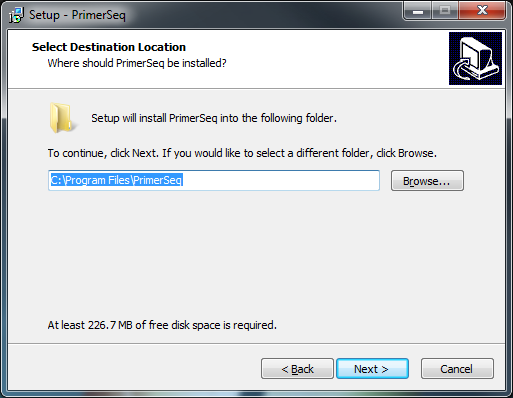 Setup - PrimerSeq
Select Destination Location
Where should PrimerSeq be installed?
Setup will install PrimerSeq into the following folder.
To continue, click Next. If you would like to select a different folder, click Browse.
C:\Program Files\PrimerSeq
Browse...
At least 226.7 MB of free disk space is required.
< Back
Next >
Cancel